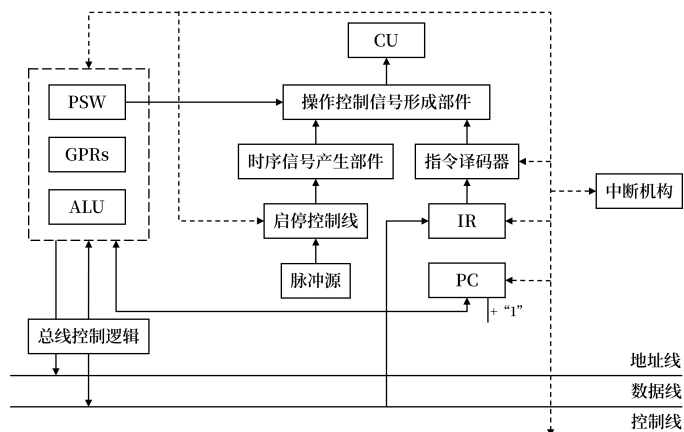 CU
PSW
操作控制信号形成部件
GPRs
时序信号产生部件
指令译码器
中断机构
ALU
启停控制线
IR
脉冲源
PC
+“1”
总线控制逻辑
地址线
数据线
控制线